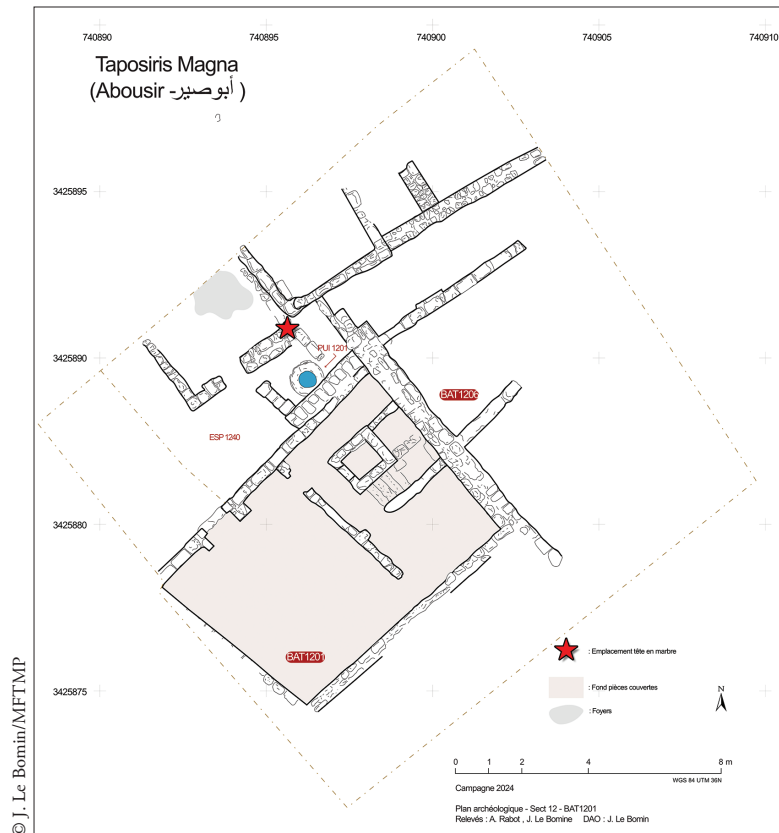 740890 740895 740900 740905 740910
Taposiris Magna
(Abousir -أبوصير )
3425895
3425890
PUI 1201
BAT1206
ESP 1240
3425880
BAT1201
: Emplacement tête en marbre
3425875
: Fond pièces couvertes
: Foyers
N
0 1 2 4 8 m
WGS 84 UTM 36N
Campagne 2024
Plan archéologique - Sect 12 - BAT1201
Relevés : A. Rabot , J. Le Bomine DAO : J. Le Bomin
© J. Le Bomin/MFTMP